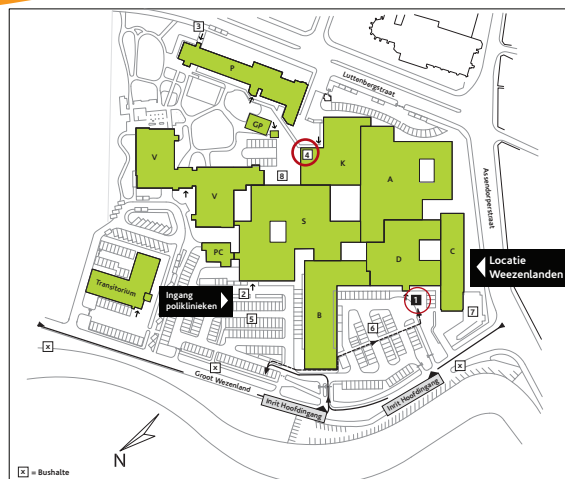 3
P
Luttenbergstraat
GP
4
K
V
8
A
Assendorperstraat
V
S
C
PC
D
Locatie
Weezenlanden
Transitorium
Ingang
poliklinieken
2
1
5
B
6
7
x
x
x
Groot Wezenland
Inrit Hoofdingang
Inrit Hoofdingang
N
x = Bushalte